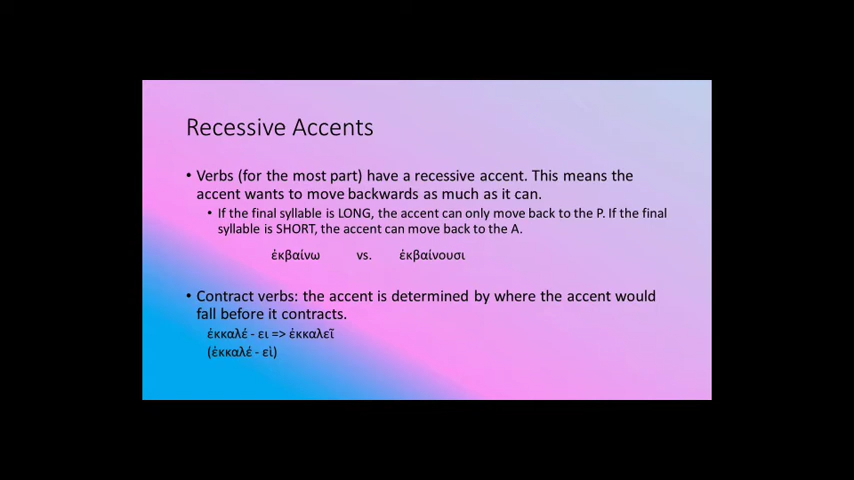 Recessive Accents
• Verbs (for the most part) have a recessive accent. This means the
accent wants to move backwards as much as it can.
• If the final syllable is LONG, the accent can only move back to the P. If the final
syllable is SHORT, the accent can move back to the A.
ἐκβαίνω vs. ἐκβαίνουσι
• Contract verbs: the accent is determined by where the accent would
fall before it contracts.
ἐκκαλέ - ει => ἐκκαλεῖ
(ἐκκαλέ - εὶ)